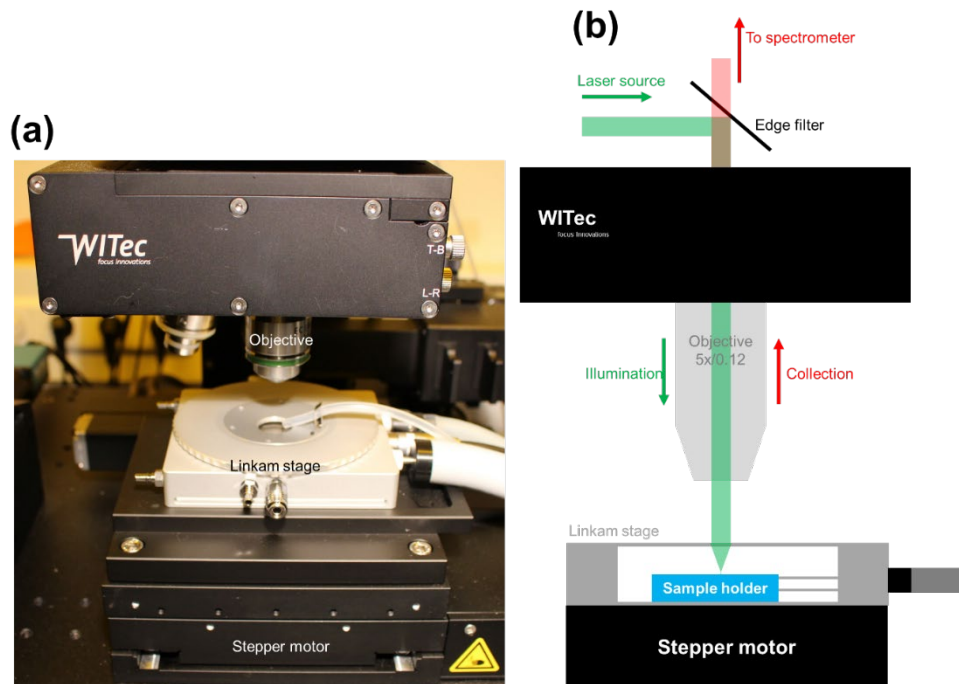 (a)
WITec
focus innovations
T-B
L-R
Objective
Linkam stage
Stepper motor
(b)
To spectrometer
Laser source
Edge filter
WITec
focus innovations
Objective
5x/0.12
Illumination
Collection
Linkam stage
Sample holder
Stepper motor